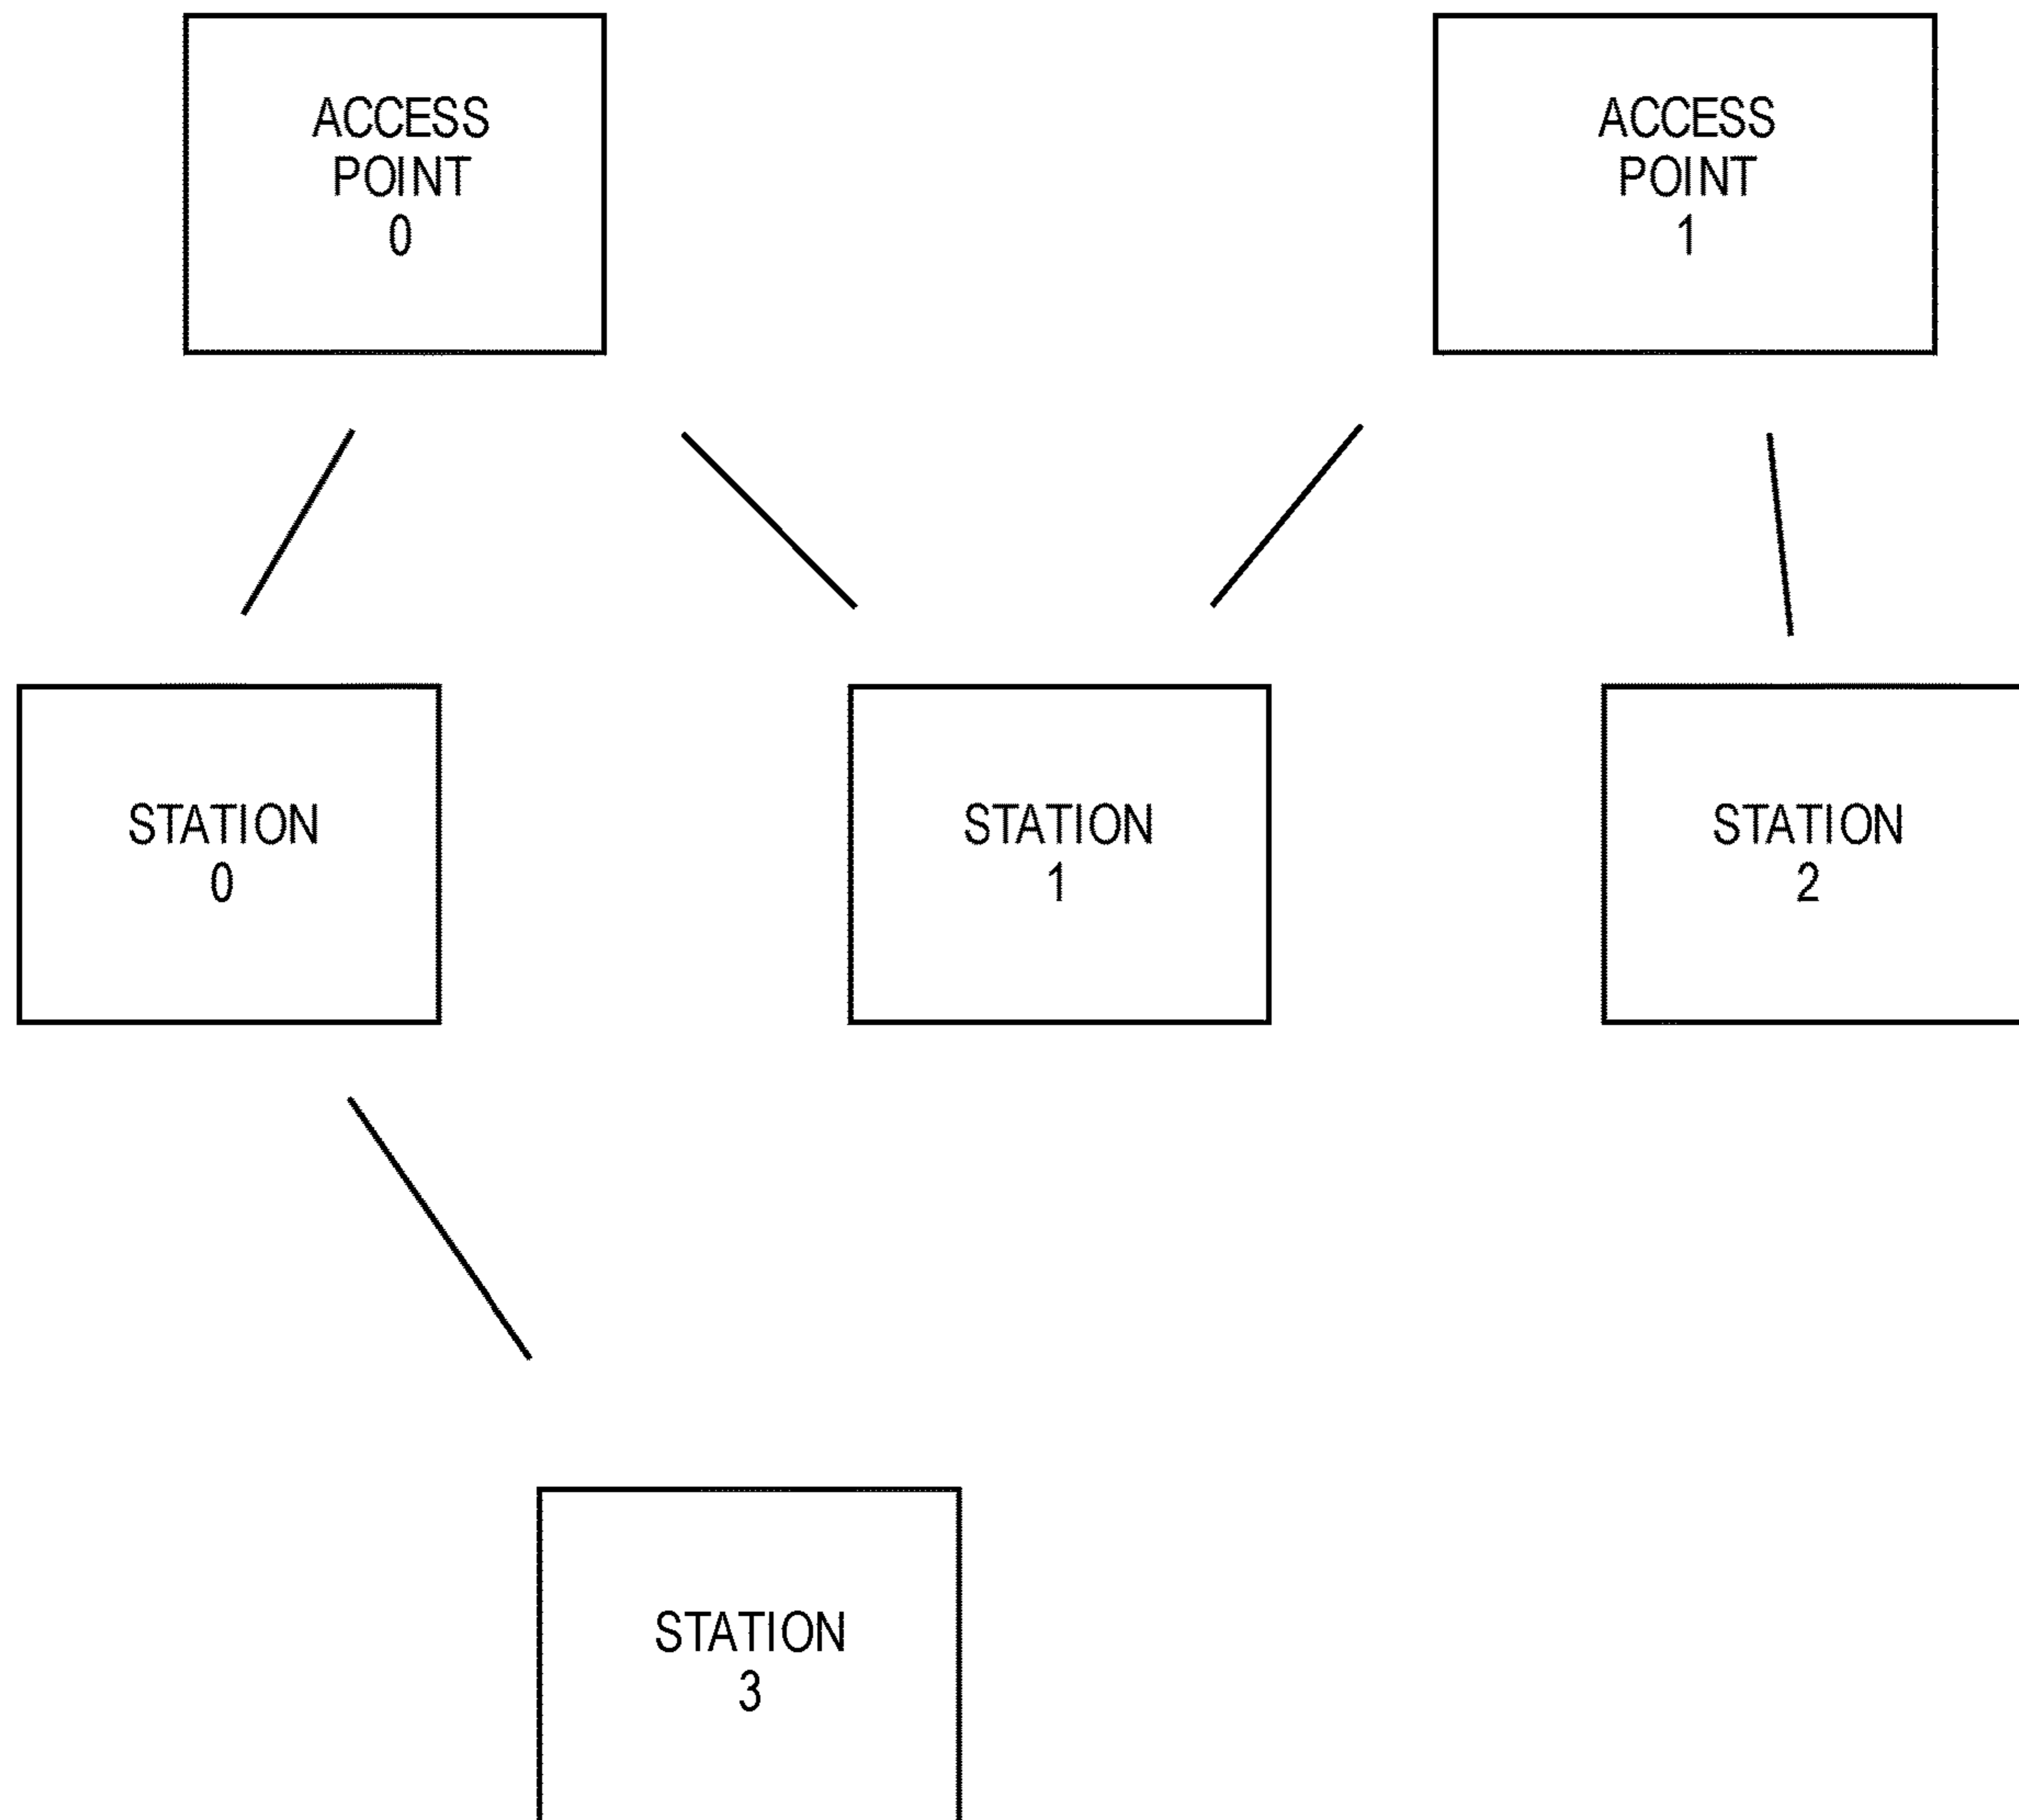 ACCESS
POINT
0
ACCESS
POINT
1
STATION
0
STATION
1
STATION
2
STATION
3